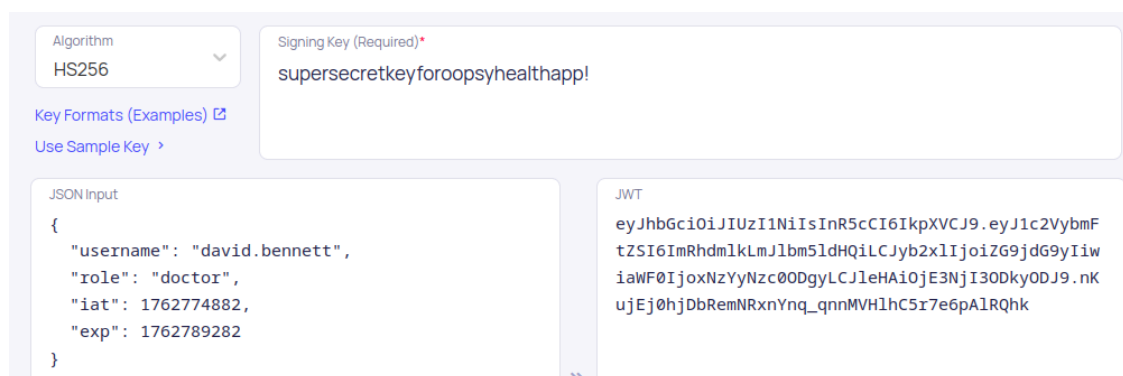 Algorithm
HS256
Signing Key (Required)*
supersecretkeyforoopsyhealthapp!
Key Formats (Examples)
Use Sample Key >
JSON Input
{
"username": "david.bennett",
"role": "doctor",
"iat": 1762774882,
"exp": 1762789282
}
JWT
eyJhbGciOiJIUzI1NiIsInR5cCI6IkpXVCJ9.eyJ1c2VybmF
tZSI6ImRhdmlkLmJlbm5ldHQiLCJyb2xlIjoiZG9jdG9yIiw
iaWF0IjoxNzYyNzc0ODgyLCJleHAiOjE3NjI3ODkyODJ9.nK
ujEj0hjDbRemNRxnYnq_qnnMVHlhC5r7e6pAlRQhk
»